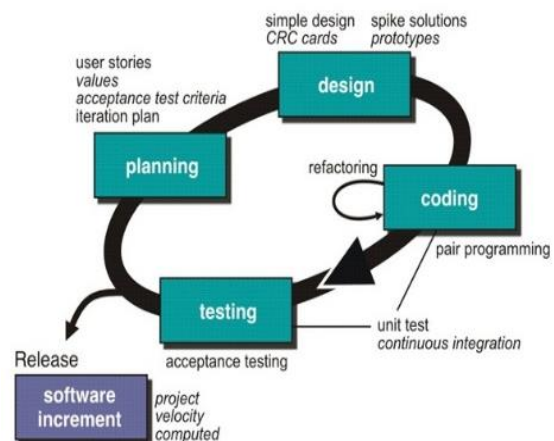 simple design
CRC cards
spike solutions
prototypes
user stories
values
acceptance test criteria
iteration plan
design
planning
refactoring
coding
pair programming
testing
unit test
continuous integration
acceptance testing
Release
software
increment
project
velocity
computed